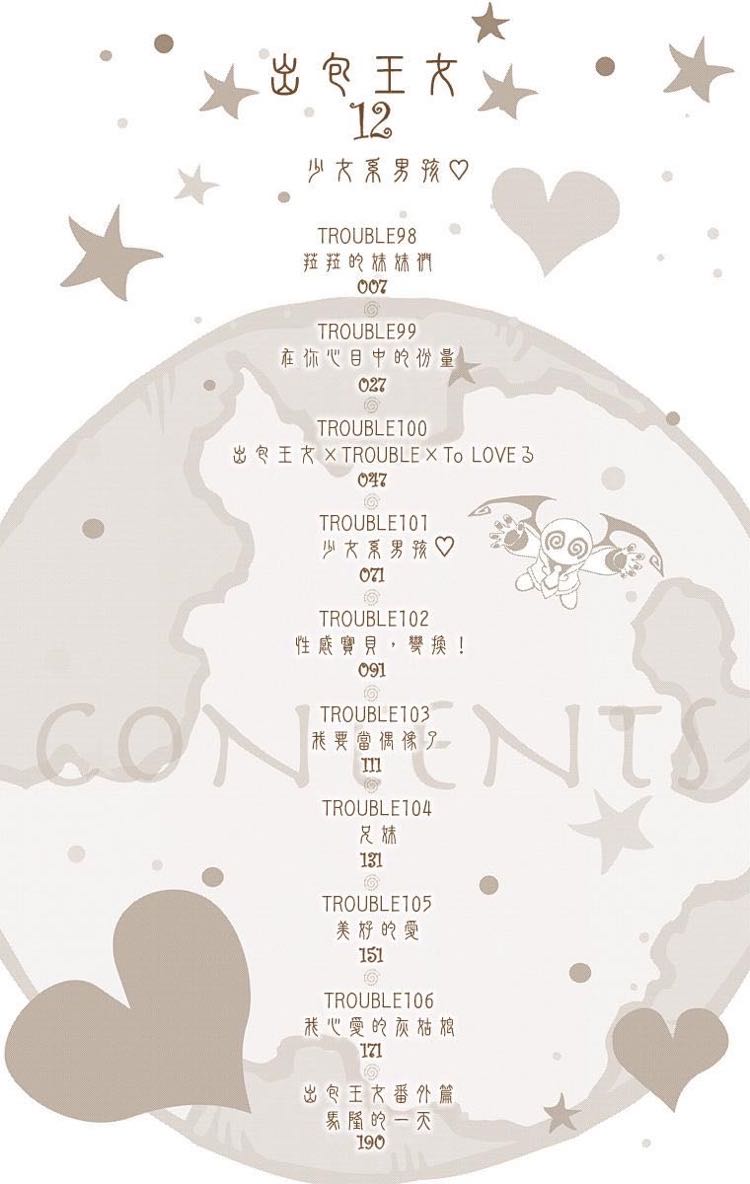 出包王女
12
少女系男孩♡
TROUBLE98
菈菈的妹妹們
007
TROUBLE99
在你心目中的份量
027
TROUBLE100
出包王女×TROUBLE×To LOVEる
047
TROUBLE101
少女系男孩♡
071
TROUBLE102
性感寶貝，變換！
091
TROUBLE103
我要當偶像了
111
TROUBLE104
兄妹
131
TROUBLE105
美好的愛
151
TROUBLE106
我心愛的灰姑娘
171
出包王女番外篇
馬隆的一天
190
CONTENTS